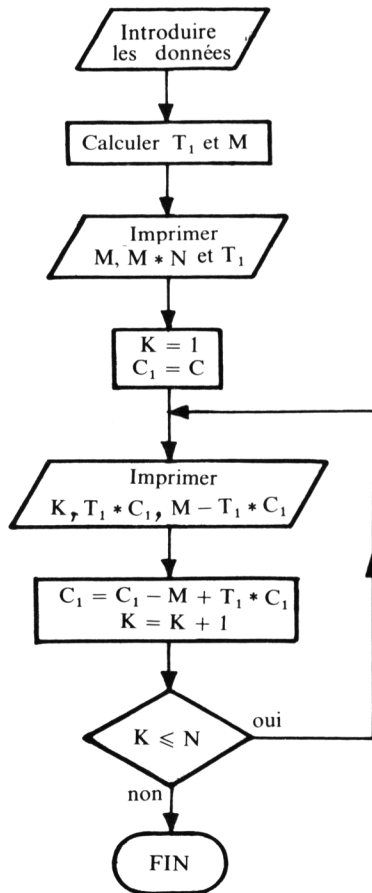 Introduire
les données
Calculer T₁ et M
Imprimer
M, M * N et T₁
K = 1
C₁ = C
Imprimer
K, T₁ * C₁, M − T₁ * C₁
C₁ = C₁ − M + T₁ * C₁
K = K + 1
K ⩽ N
oui
non
FIN